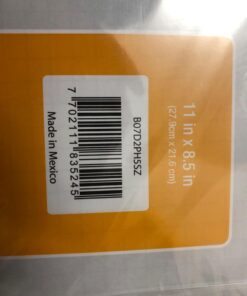 11 in x 8.5 in
(27.9cm x 21.6 cm)
B07D2PH55Z
7 702111 835245
Made in Mexico